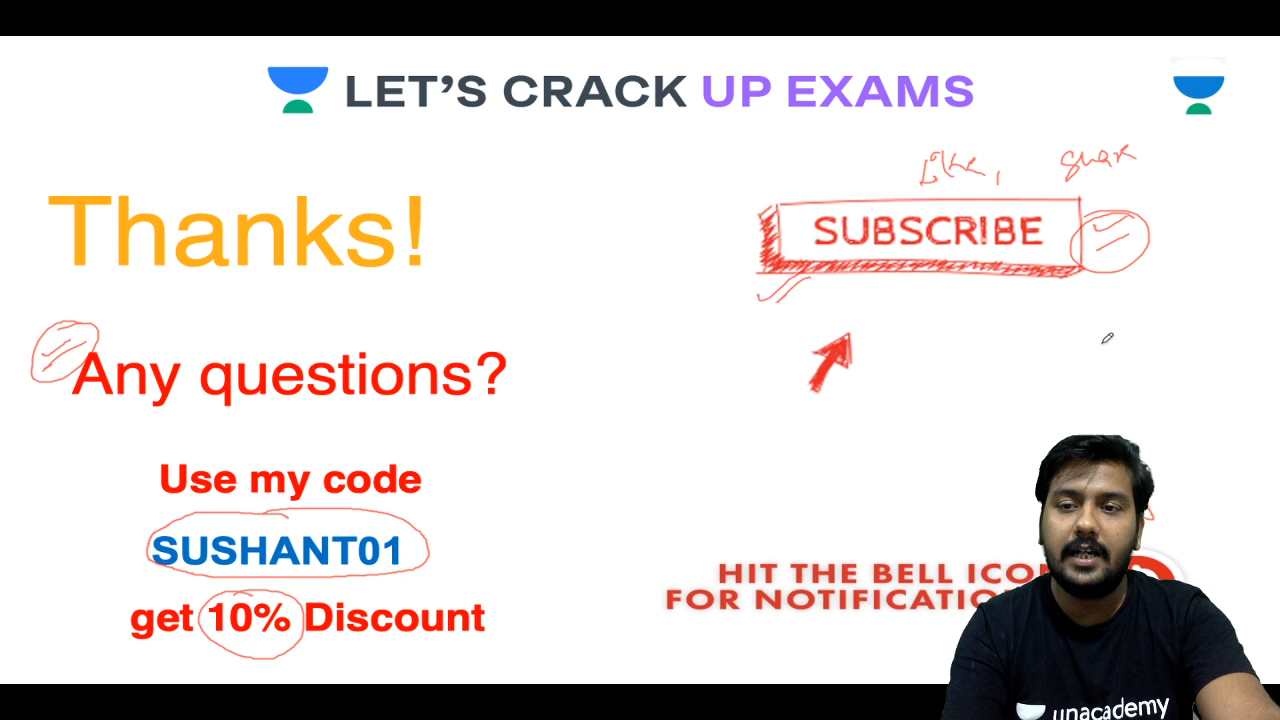 LET'S CRACK UP EXAMS
Like, share
Thanks!
SUBSCRIBE
Any questions?
Use my code
SUSHANT01
get 10% Discount
HIT THE BELL ICON
FOR NOTIFICATIO
unacademy